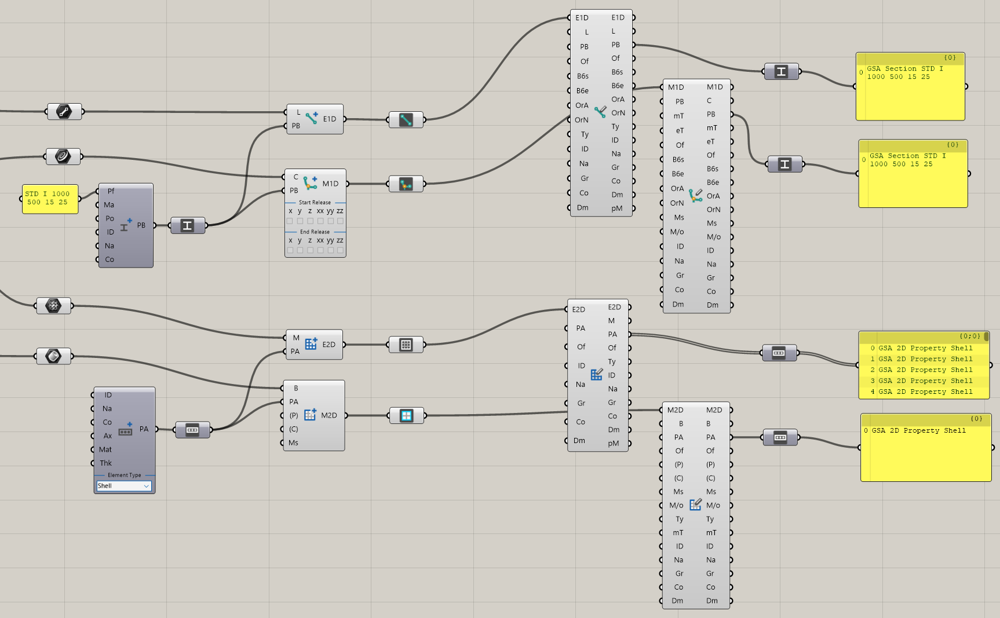 L
PB
E1D
C
PB
M1D
Start Release
x y z xx yy zz
End Release
x y z xx yy zz
STD I 1000
500 15 25
Pf
Ma
Po
ID
Na
Co
PB
E1D E1D
L L
PB PB
Of Of
B6s B6s
B6e B6e
OrA OrA
OrN OrN
Ty Ty
ID ID
Na Na
Gr Gr
Co Co
Dm Dm
pM
M1D M1D
PB C
mT PB
eT mT
Of eT
B6s Of
B6e B6s
OrA B6e
OrN OrA
Ms OrN
M/o Ms
ID M/o
Na ID
Gr Na
Co Gr
Dm Co
Dm
{0}
0 GSA Section STD I
1000 500 15 25
{0}
0 GSA Section STD I
1000 500 15 25
M
PA
E2D
B
PA
(P)
(C)
Ms
M2D
ID
Na
Co
Ax
Mat
Thk
PA
Element Type
Shell
E2D E2D
PA M
Of PA
ID Of
Na Ty
Gr ID
Co Na
Dm Gr
Co
Dm
pM
M2D M2D
B B
PA PA
Of Of
(P) (P)
(C) (C)
Ms Ms
M/o M/o
Ty Ty
mT mT
ID ID
Na Na
Gr Gr
Co Co
Dm Dm
{0;0}
0 GSA 2D Property Shell
1 GSA 2D Property Shell
2 GSA 2D Property Shell
3 GSA 2D Property Shell
4 GSA 2D Property Shell
{0}
0 GSA 2D Property Shell